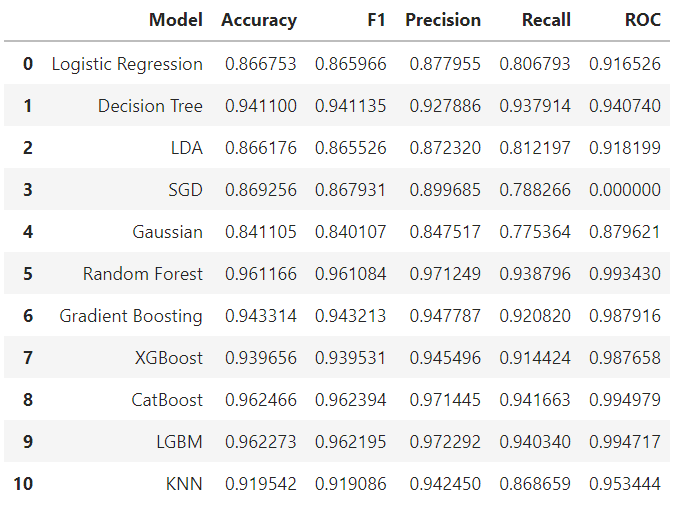 Model Accuracy F1 Precision Recall ROC
0 Logistic Regression 0.866753 0.865966 0.877955 0.806793 0.916526
1 Decision Tree 0.941100 0.941135 0.927886 0.937914 0.940740
2 LDA 0.866176 0.865526 0.872320 0.812197 0.918199
3 SGD 0.869256 0.867931 0.899685 0.788266 0.000000
4 Gaussian 0.841105 0.840107 0.847517 0.775364 0.879621
5 Random Forest 0.961166 0.961084 0.971249 0.938796 0.993430
6 Gradient Boosting 0.943314 0.943213 0.947787 0.920820 0.987916
7 XGBoost 0.939656 0.939531 0.945496 0.914424 0.987658
8 CatBoost 0.962466 0.962394 0.971445 0.941663 0.994979
9 LGBM 0.962273 0.962195 0.972292 0.940340 0.994717
10 KNN 0.919542 0.919086 0.942450 0.868659 0.953444